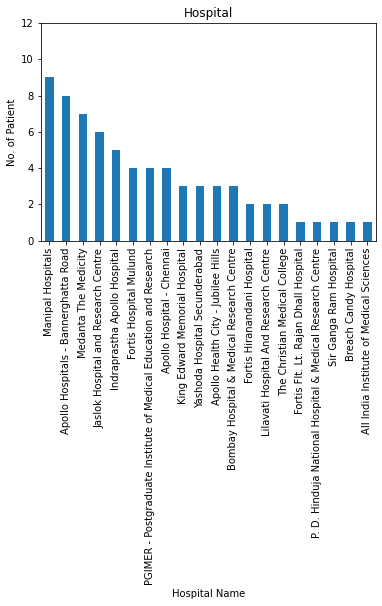 Hospital
No. of Patient
12
10
8
6
4
2
0
Manipal Hospitals
Apollo Hospitals - Bannerghatta Road
Medanta The Medicity
Jaslok Hospital and Research Centre
Indraprastha Apollo Hospital
Fortis Hospital Mulund
PGIMER - Postgraduate Institute of Medical Education and Research
Apollo Hospital - Chennai
King Edward Memorial Hospital
Yashoda Hospital Secunderabad
Apollo Health City - Jubilee Hills
Bombay Hospital & Medical Research Centre
Fortis Hiranandani Hospital
Lilavati Hospital And Research Centre
The Christian Medical College
Fortis Flt. Lt. Rajan Dhall Hospital
P. D. Hinduja National Hospital & Medical Research Centre
Sir Ganga Ram Hospital
Breach Candy Hospital
All India Institute of Medical Sciences
Hospital Name